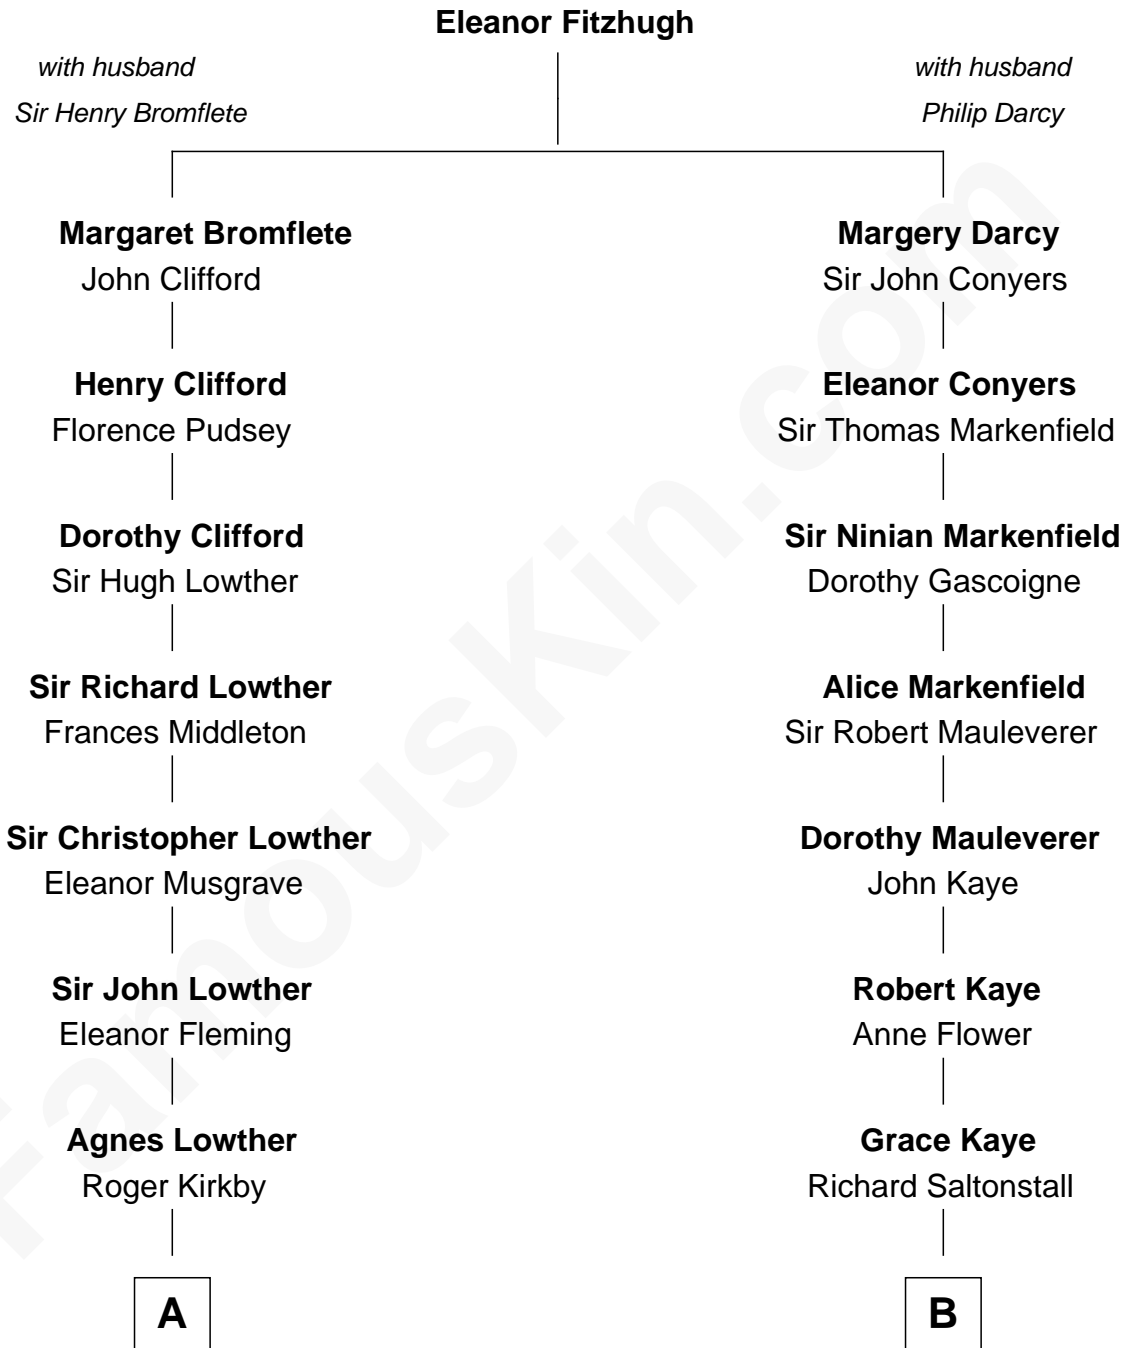 Eleanor Fitzhugh
with husband
Sir Henry Bromflete
with husband
Philip Darcy
Margaret Bromflete
John Clifford
Margery Darcy
Sir John Conyers
Henry Clifford
Florence Pudsey
Eleanor Conyers
Sir Thomas Markenfield
Dorothy Clifford
Sir Hugh Lowther
Sir Ninian Markenfield
Dorothy Gascoigne
Sir Richard Lowther
Frances Middleton
Alice Markenfield
Sir Robert Mauleverer
Sir Christopher Lowther
Eleanor Musgrave
Dorothy Mauleverer
John Kaye
Sir John Lowther
Eleanor Fleming
Robert Kaye
Anne Flower
Agnes Lowther
Roger Kirkby
Grace Kaye
Richard Saltonstall
A
B
FamousKin.com